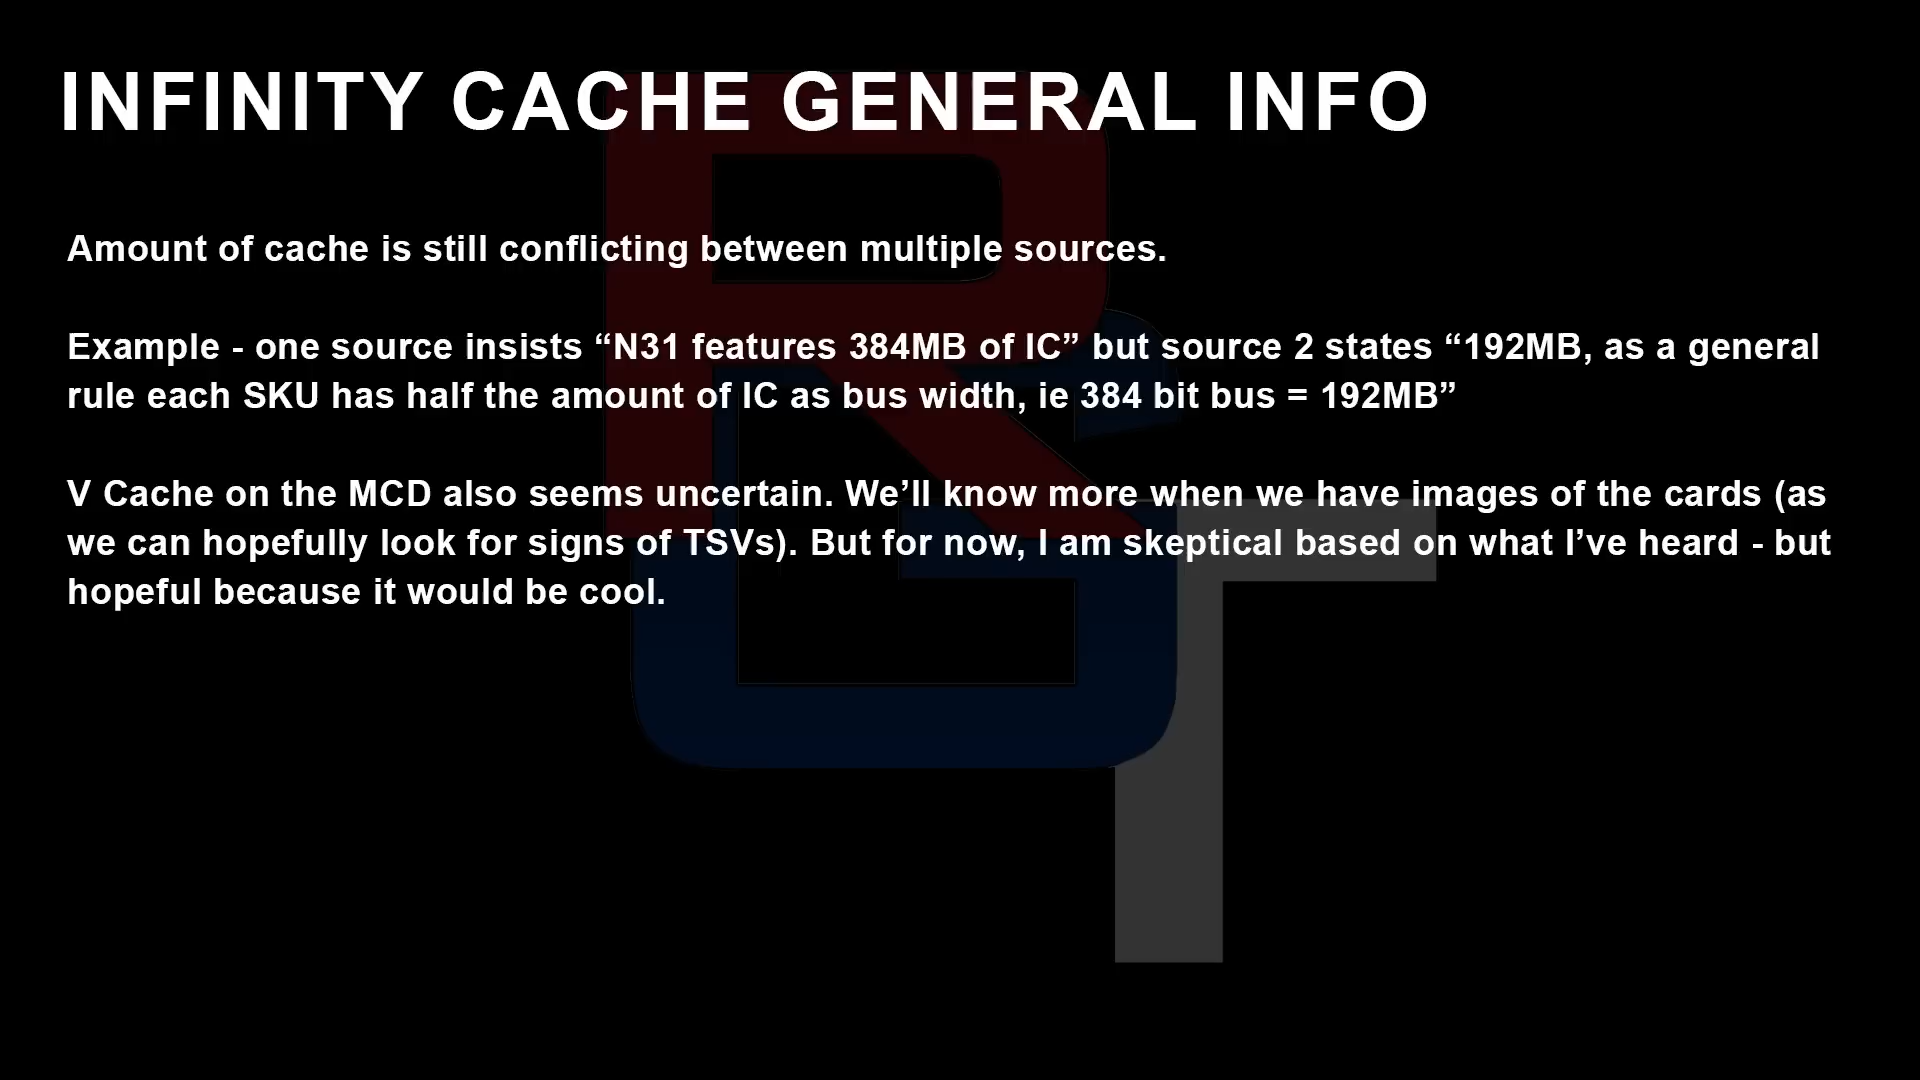 INFINITY CACHE GENERAL INFO
Amount of cache is still conflicting between multiple sources.
Example - one source insists “N31 features 384MB of IC” but source 2 states “192MB, as a general
rule each SKU has half the amount of IC as bus width, ie 384 bit bus = 192MB”
V Cache on the MCD also seems uncertain. We’ll know more when we have images of the cards (as
we can hopefully look for signs of TSVs). But for now, I am skeptical based on what I’ve heard - but
hopeful because it would be cool.